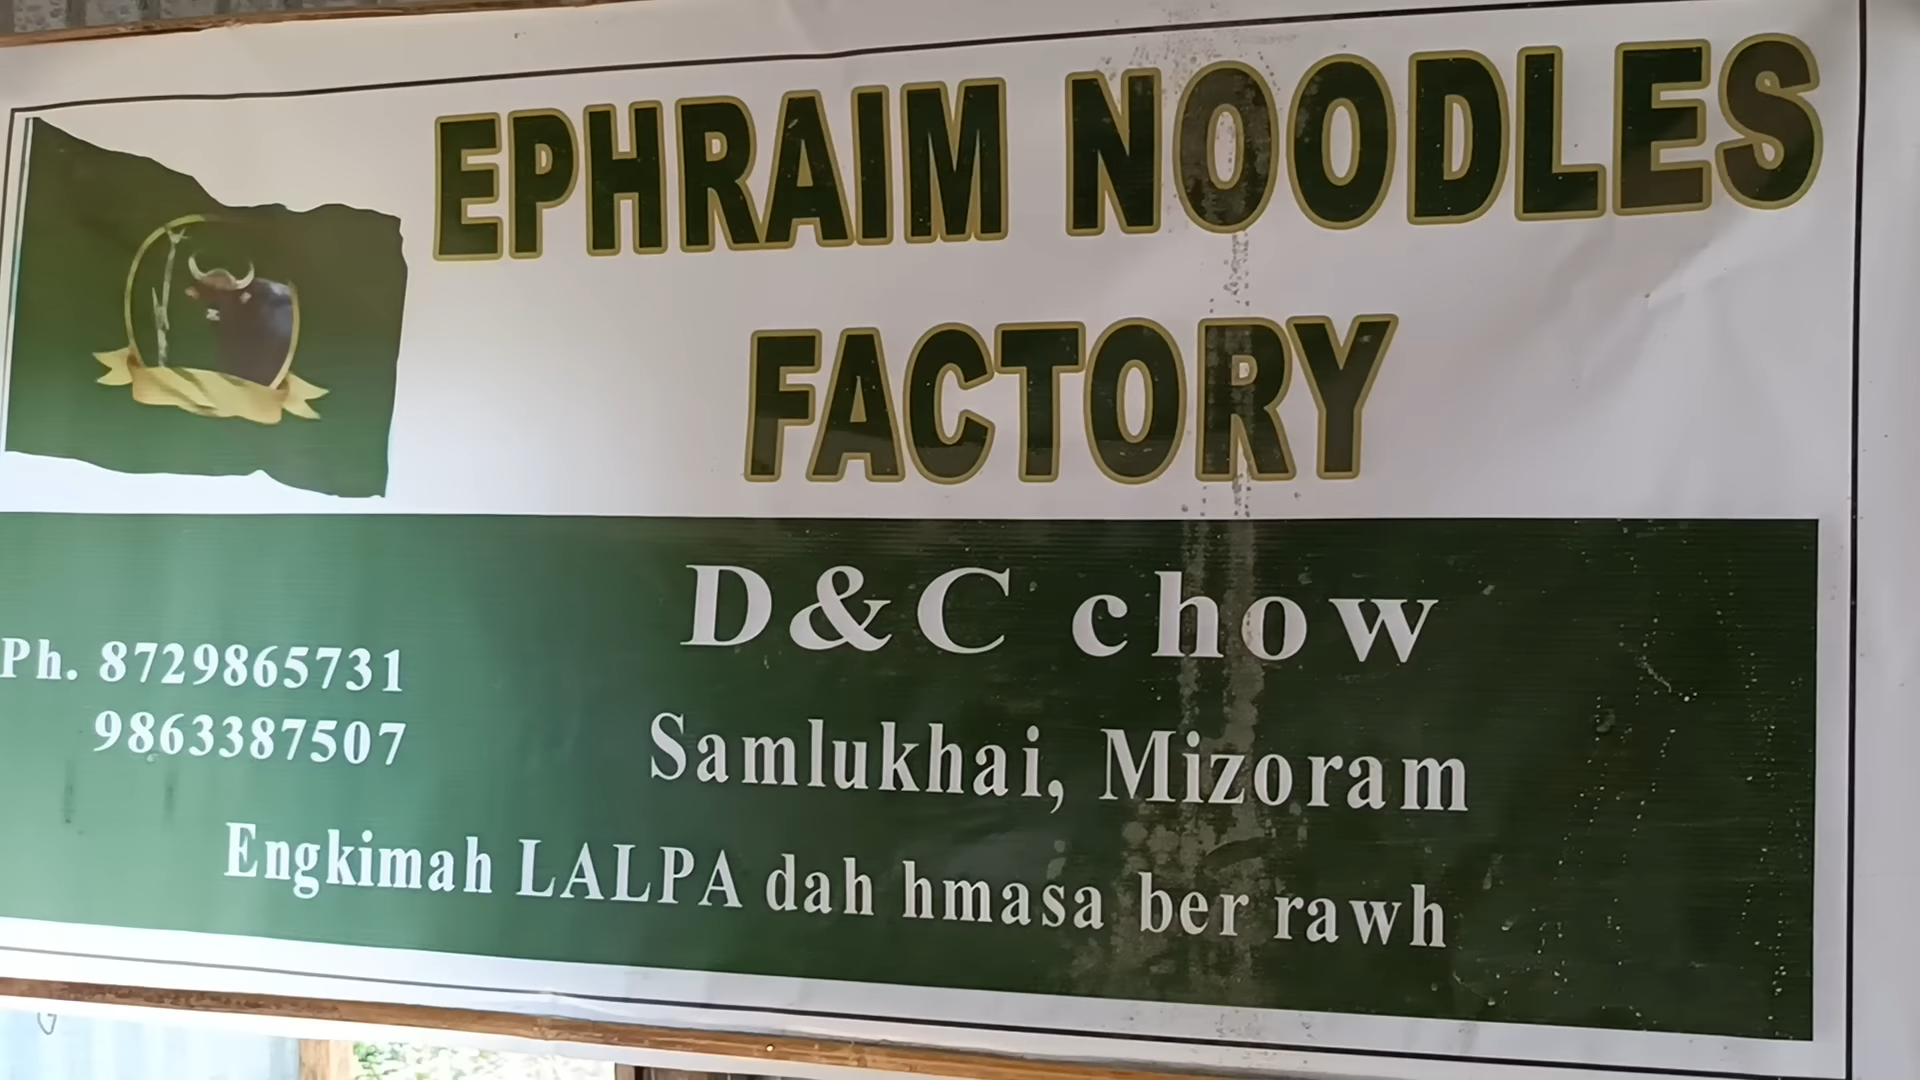 EPHRAIM NOODLES
FACTORY
D&C chow
Ph. 8729865731
9863387507
Samlukhai, Mizoram
Engkimah LALPA dah hmasa ber rawh